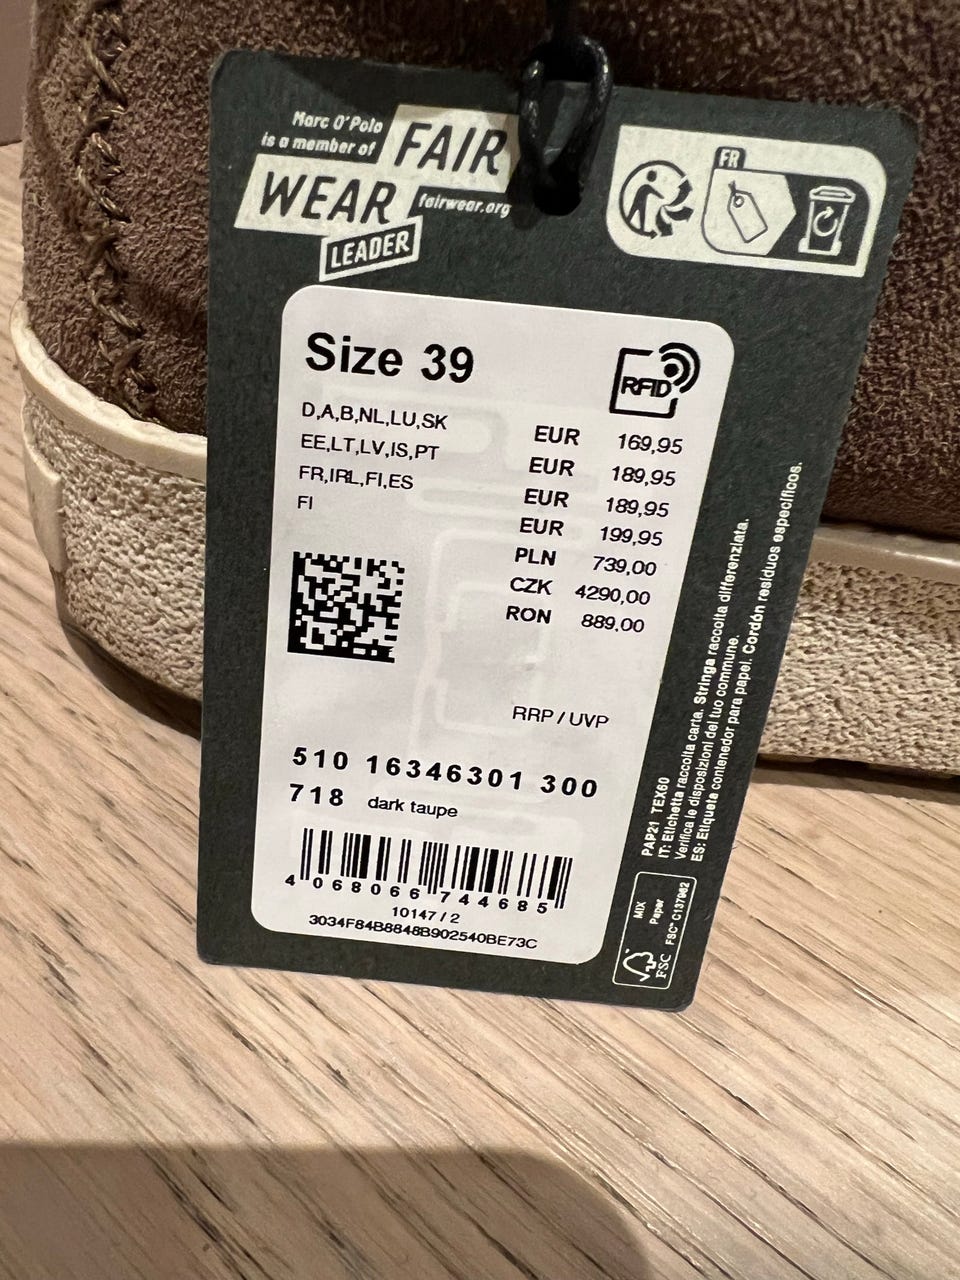 Marc O'Polo
is a member of
FAIR
WEAR
fairwear.org
LEADER
FR
Size 39
RFID
D,A,B,NL,LU,SK EUR 169,95
EE,LT,LV,IS,PT EUR 189,95
FR,IRL,FI,ES EUR 189,95
FI EUR 199,95
PLN 739,00
CZK 4290,00
RON 889,00
RRP / UVP
510 16346301 300
718 dark taupe
4 068066 744685
10147 / 2
3034F84B8848B902540BE73C
PAP21 TEX60
IT: Etichetta raccolta carta. Stringa raccolta differenziata.
Verifica le disposizioni del tuo commune.
ES: Etiqueta contenedor para papel. Cordón residuos específicos.
MIX
Paper
FSC
FSC® C137962